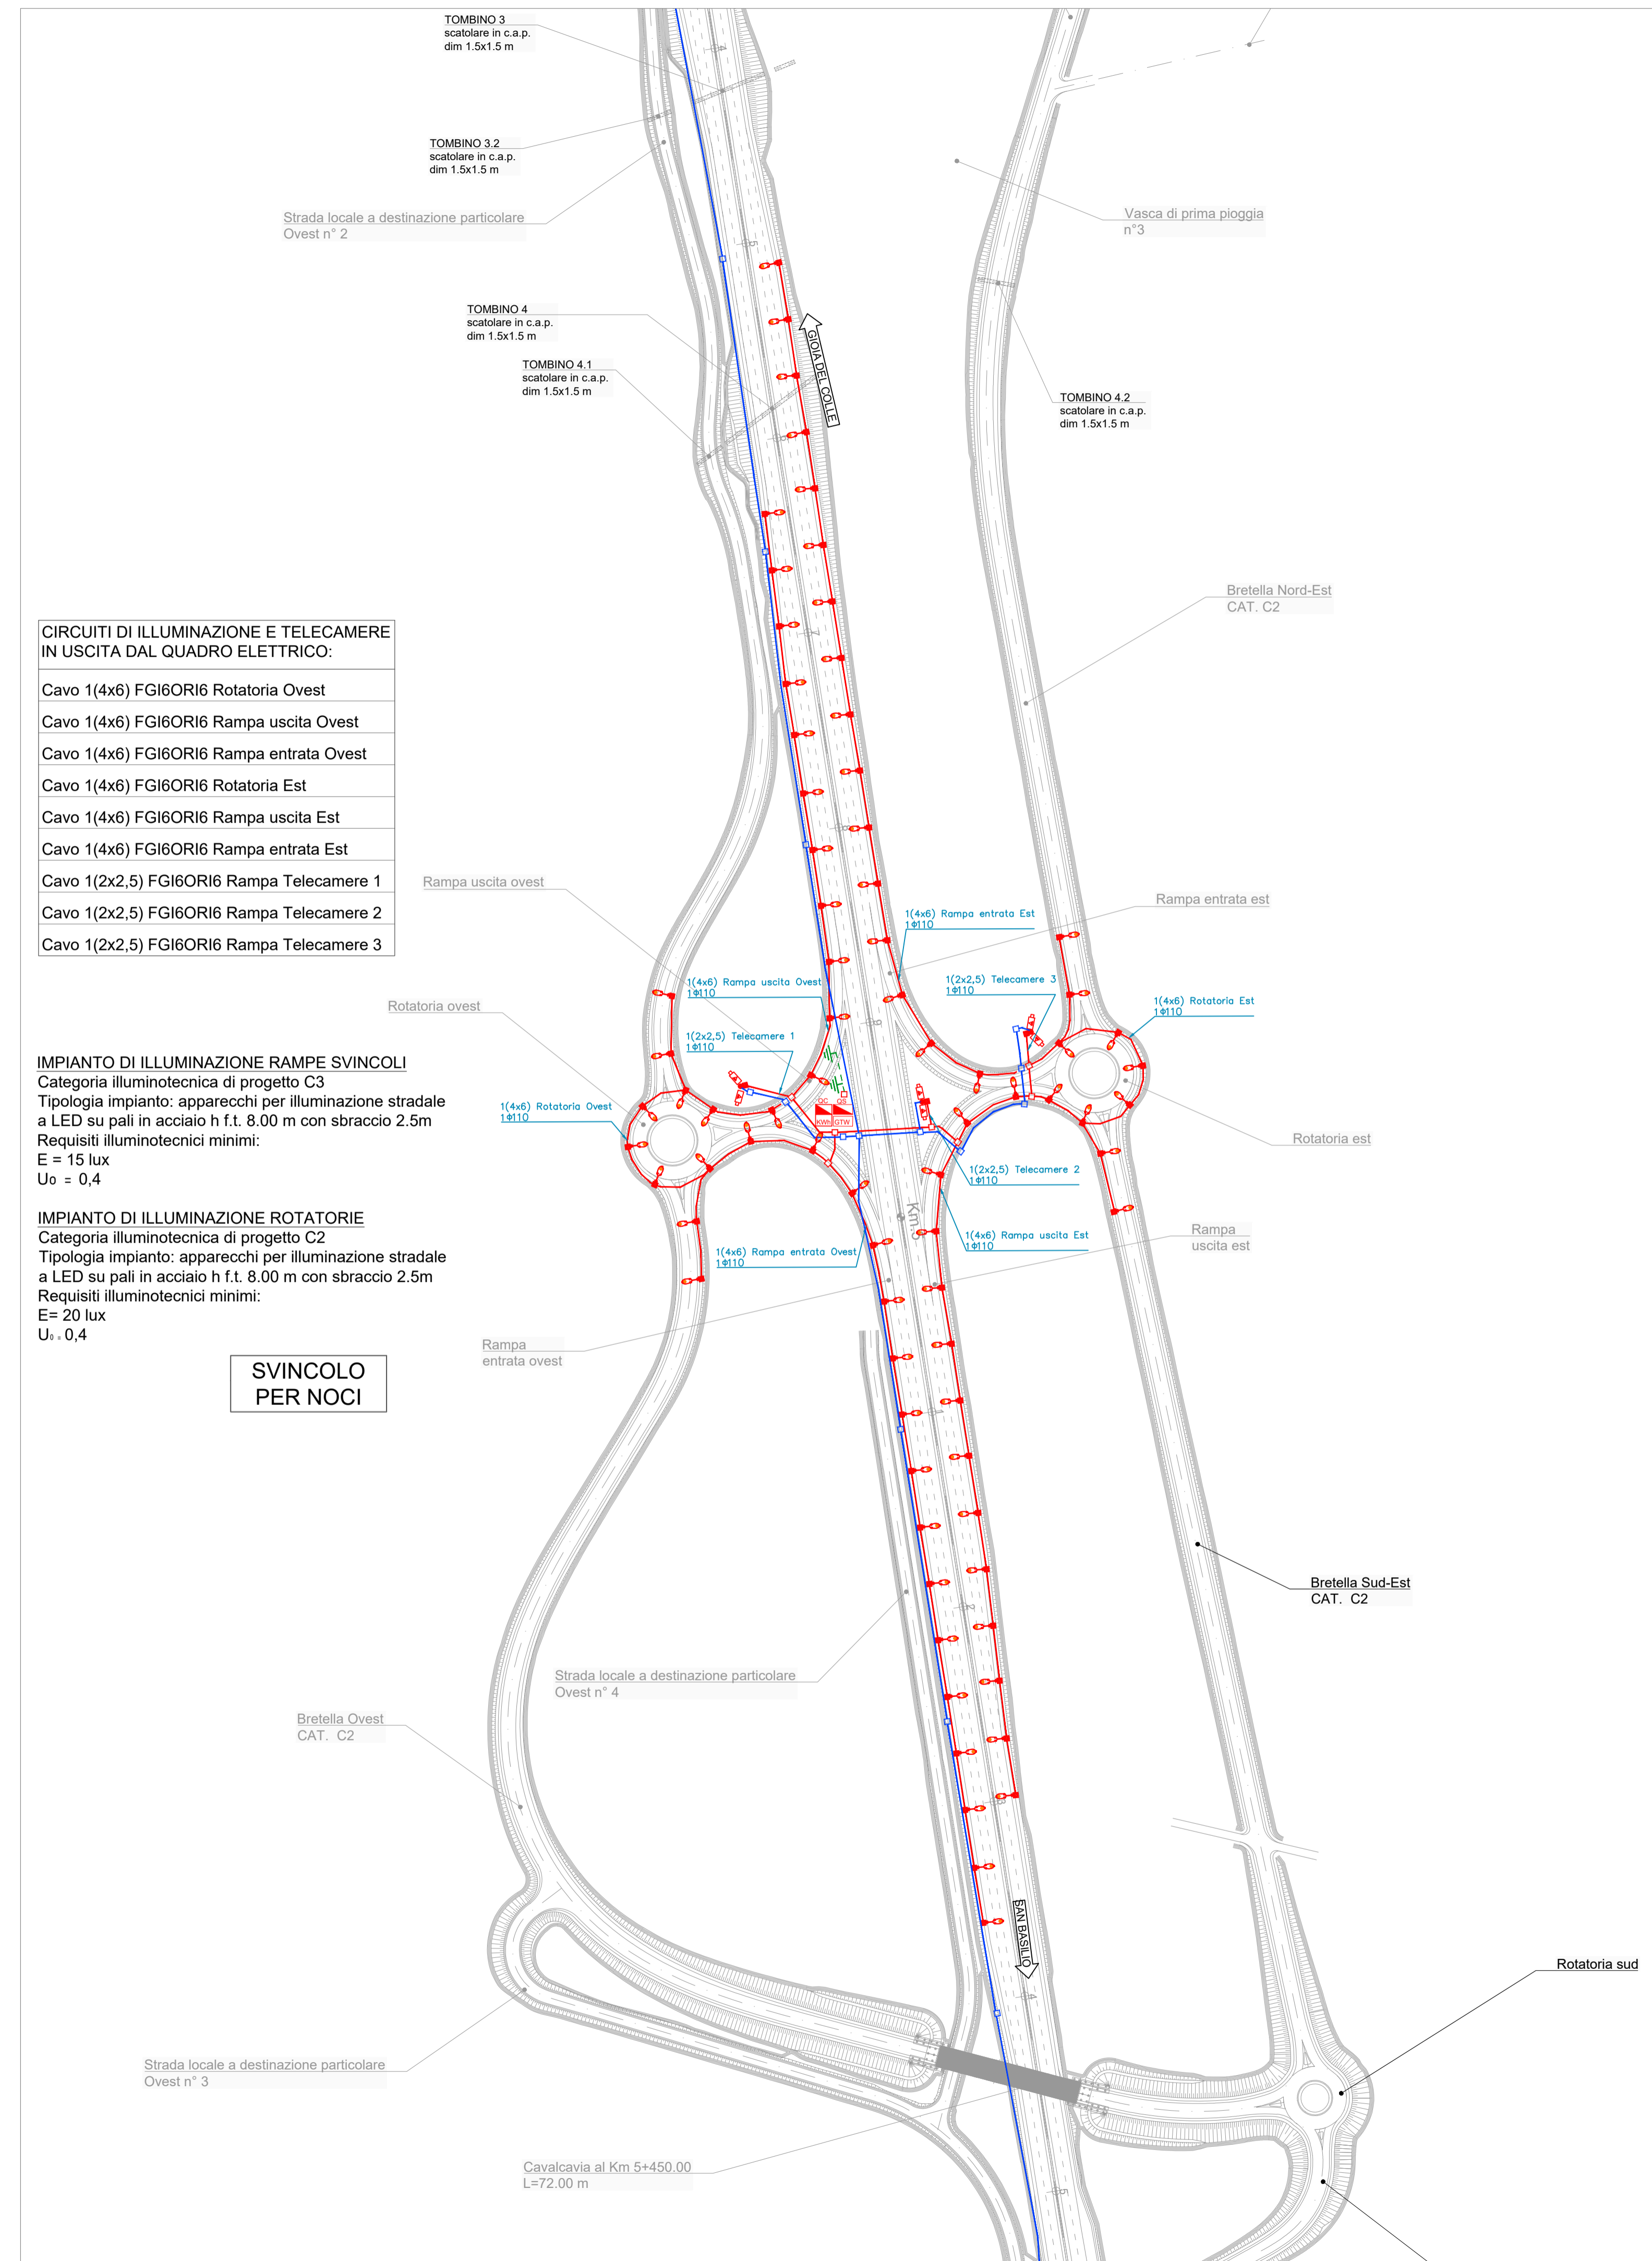 TOMBINO 3
scatolare in c.a.p.
dim 1.5x1.5 m
TOMBINO 3.2
scatolare in c.a.p.
dim 1.5x1.5 m
Strada locale a destinazione particolare
Ovest n° 2
Vasca di prima pioggia
n°3
TOMBINO 4
scatolare in c.a.p.
dim 1.5x1.5 m
TOMBINO 4.1
scatolare in c.a.p.
dim 1.5x1.5 m
GIOIA DEL COLLE
TOMBINO 4.2
scatolare in c.a.p.
dim 1.5x1.5 m
Bretella Nord-Est
CAT. C2
CIRCUITI DI ILLUMINAZIONE E TELECAMERE
IN USCITA DAL QUADRO ELETTRICO:
Cavo 1(4x6) FGI6ORI6 Rotatoria Ovest
Cavo 1(4x6) FGI6ORI6 Rampa uscita Ovest
Cavo 1(4x6) FGI6ORI6 Rampa entrata Ovest
Cavo 1(4x6) FGI6ORI6 Rotatoria Est
Cavo 1(4x6) FGI6ORI6 Rampa uscita Est
Cavo 1(4x6) FGI6ORI6 Rampa entrata Est
Cavo 1(2x2,5) FGI6ORI6 Rampa Telecamere 1
Cavo 1(2x2,5) FGI6ORI6 Rampa Telecamere 2
Cavo 1(2x2,5) FGI6ORI6 Rampa Telecamere 3
Rampa uscita ovest
Rampa entrata est
1(4x6) Rampa entrata Est
1ϕ110
1(4x6) Rampa uscita Ovest
1ϕ110
1(2x2,5) Telecamere 3
1ϕ110
1(4x6) Rotatoria Est
1ϕ110
Rotatoria ovest
1(2x2,5) Telecamere 1
1ϕ110
IMPIANTO DI ILLUMINAZIONE RAMPE SVINCOLI
Categoria illuminotecnica di progetto C3
Tipologia impianto: apparecchi per illuminazione stradale
a LED su pali in acciaio h f.t. 8.00 m con sbraccio 2.5m
Requisiti illuminotecnici minimi:
E = 15 lux
U₀ = 0,4
1(4x6) Rotatoria Ovest
1ϕ110
QC QS
KWh GTW
Rotatoria est
1(2x2,5) Telecamere 2
1ϕ110
IMPIANTO DI ILLUMINAZIONE ROTATORIE
Categoria illuminotecnica di progetto C2
Tipologia impianto: apparecchi per illuminazione stradale
a LED su pali in acciaio h f.t. 8.00 m con sbraccio 2.5m
Requisiti illuminotecnici minimi:
E= 20 lux
U₀ = 0,4
Km.5
1(4x6) Rampa uscita Est
1ϕ110
Rampa
uscita est
1(4x6) Rampa entrata Ovest
1ϕ110
Rampa
entrata ovest
SVINCOLO
PER NOCI
Bretella Sud-Est
CAT. C2
Strada locale a destinazione particolare
Ovest n° 4
Bretella Ovest
CAT. C2
SAN BASILIO
Rotatoria sud
Strada locale a destinazione particolare
Ovest n° 3
Cavalcavia al Km 5+450.00
L=72.00 m